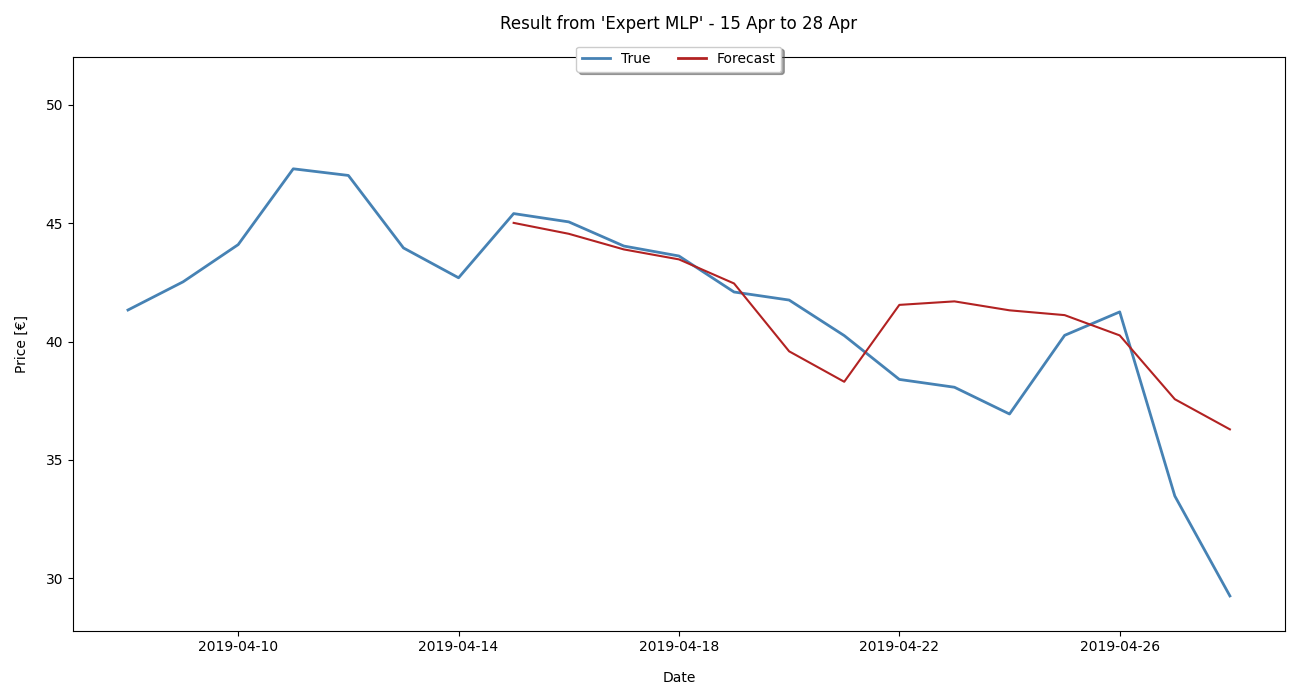 Result from 'Expert MLP' - 15 Apr to 28 Apr
True
Forecast
Price [€]
50
45
40
35
30
2019-04-10
2019-04-14
2019-04-18
2019-04-22
2019-04-26
Date